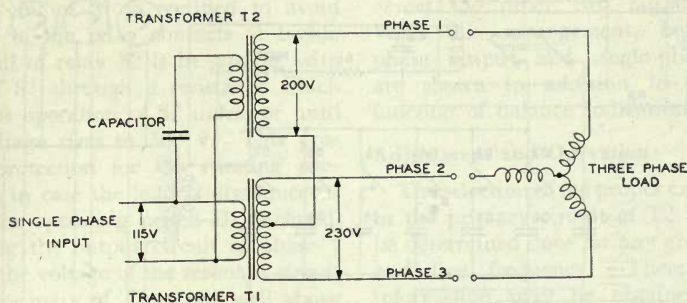 TRANSFORMER T2
PHASE 1
200V
CAPACITOR
PHASE 2
THREE PHASE
LOAD
SINGLE PHASE
INPUT
115V
230V
PHASE 3
TRANSFORMER T1